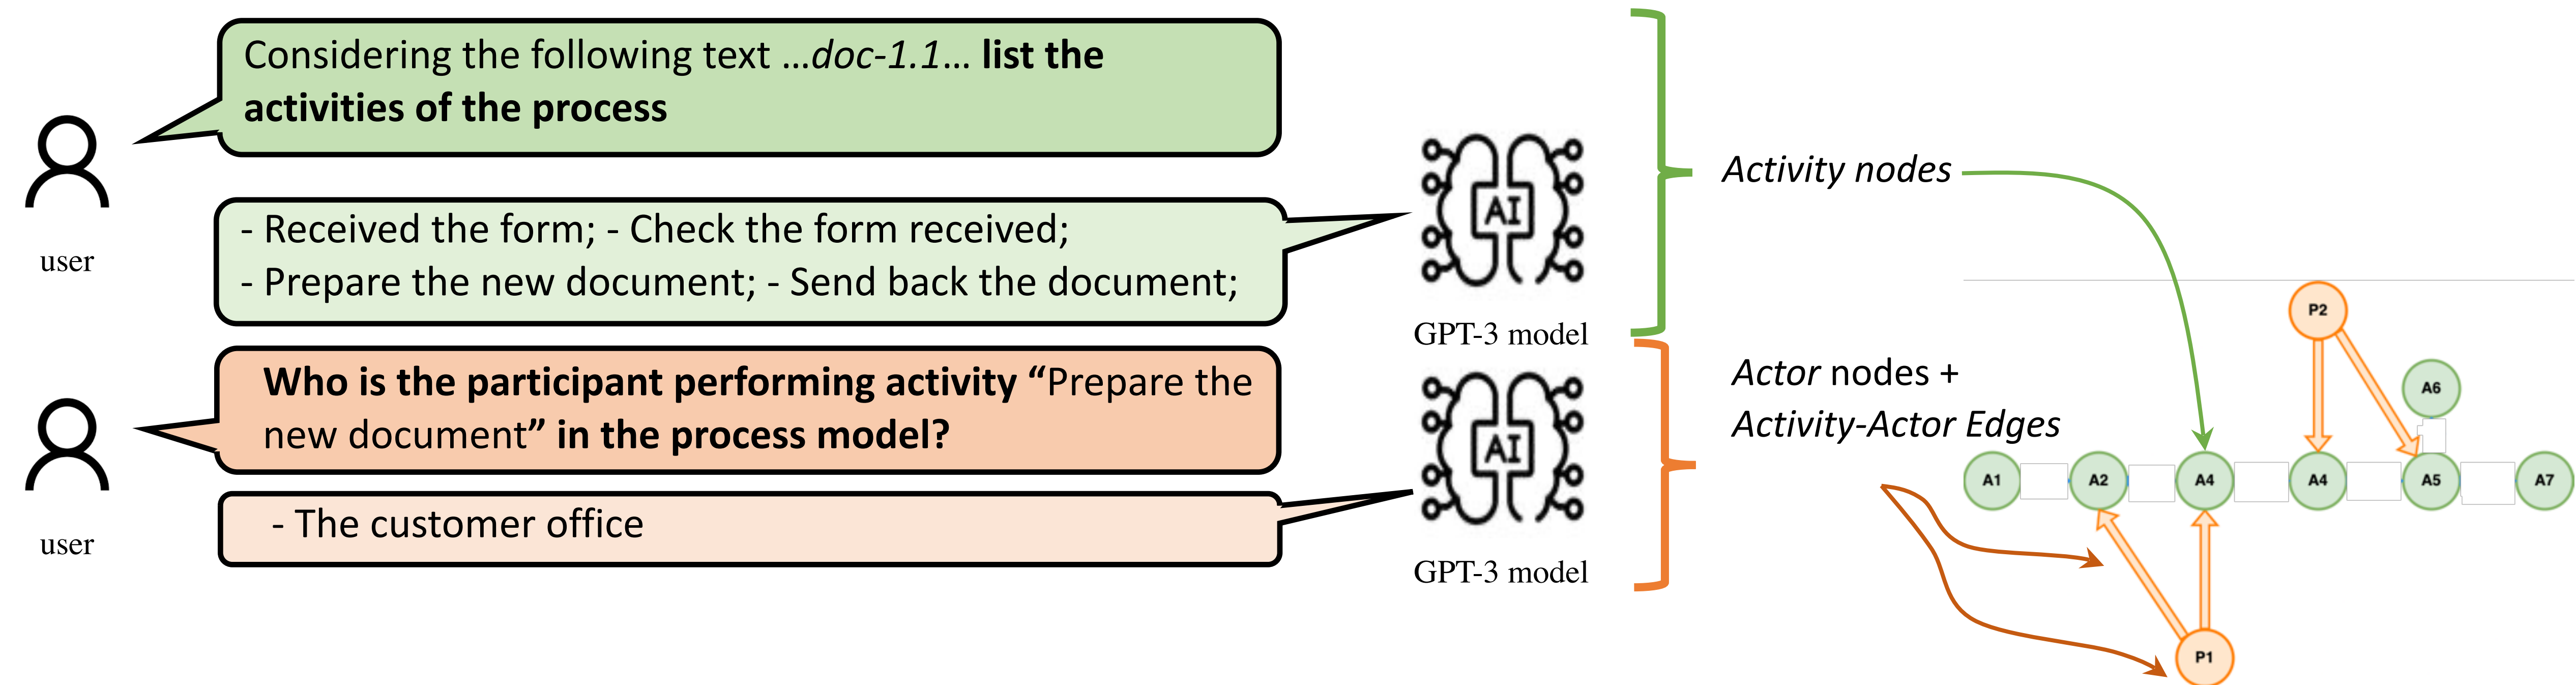 Considering the following text …doc-1.1… list the
activities of the process
user
- Received the form; - Check the form received;
- Prepare the new document; - Send back the document;
AI
GPT-3 model
Activity nodes
Who is the participant performing activity “Prepare the
new document” in the process model?
user
- The customer office
AI
GPT-3 model
Actor nodes +
Activity-Actor Edges
P2
A6
A1 A2 A4 A4 A5 A7
P1